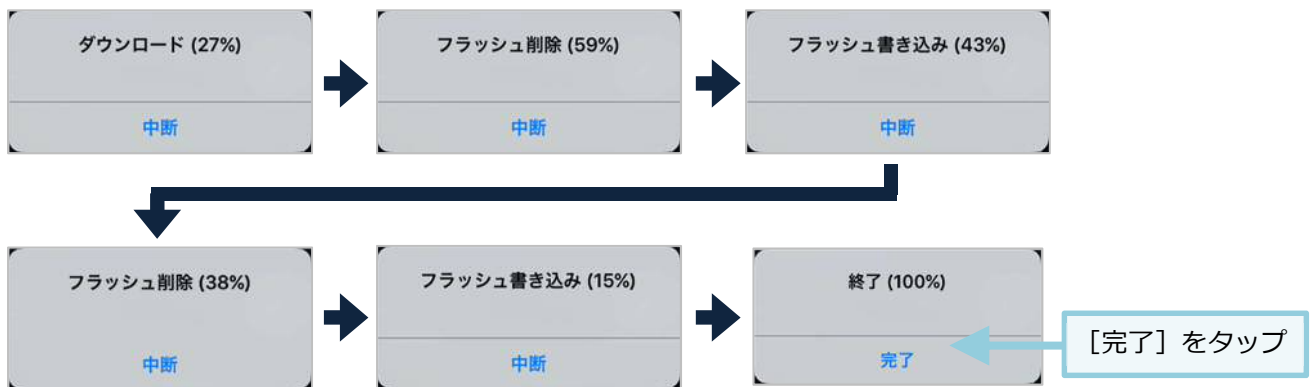 ダウンロード (27%)
中断
フラッシュ削除 (59%)
中断
フラッシュ書き込み (43%)
中断
フラッシュ削除 (38%)
中断
フラッシュ書き込み (15%)
中断
終了 (100%)
完了
［完了］をタップ